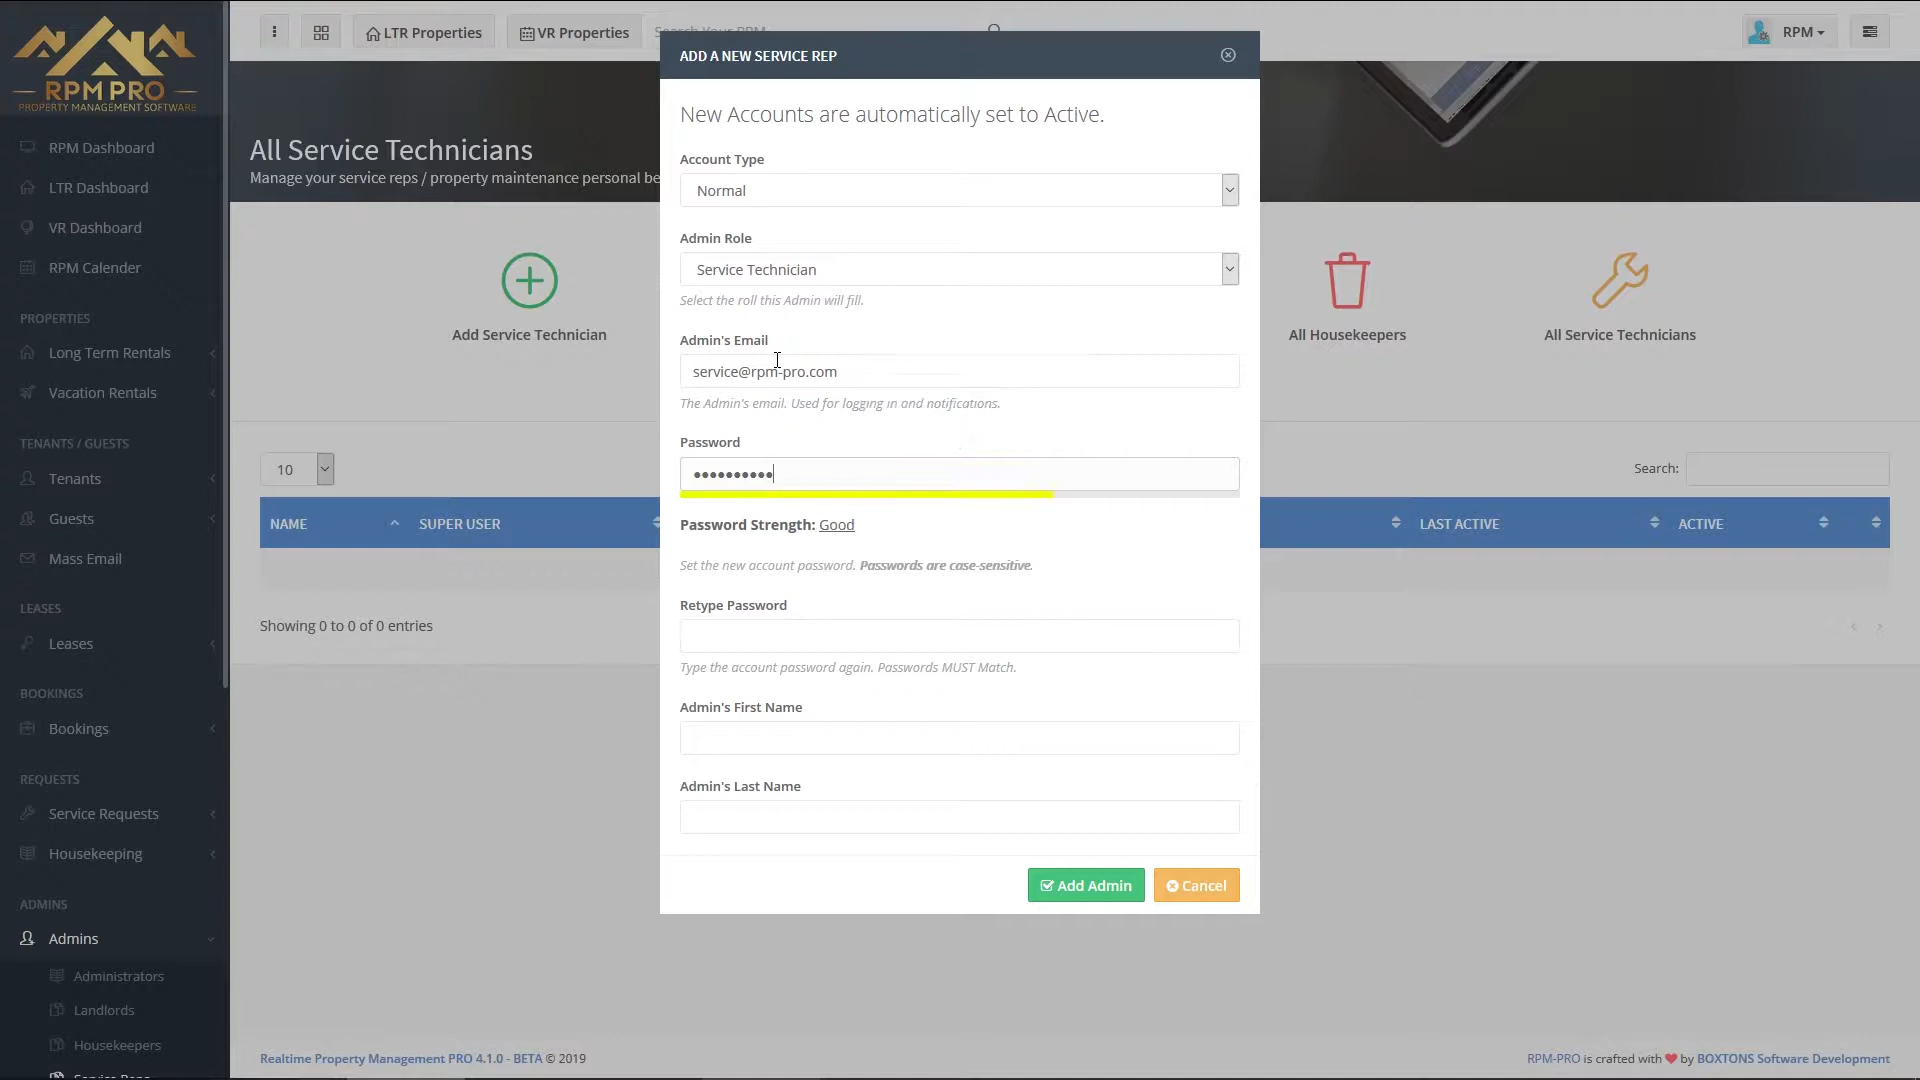 RPM PRO
PROPERTY MANAGEMENT SOFTWARE
RPM Dashboard
LTR Dashboard
VR Dashboard
RPM Calender
PROPERTIES
Long Term Rentals
Vacation Rentals
TENANTS / GUESTS
Tenants
Guests
Mass Email
LEASES
Leases
BOOKINGS
Bookings
REQUESTS
Service Requests
Housekeeping
ADMINS
Admins
Administrators
Landlords
Housekeepers
Service Reps
LTR Properties
VR Properties
Search Your RPM
RPM
All Service Technicians
Manage your service reps / property maintenance personal be
Add Service Technician
All Housekeepers
All Service Technicians
10
Search:
NAME
SUPER USER
LAST ACTIVE
ACTIVE
Showing 0 to 0 of 0 entries
ADD A NEW SERVICE REP
New Accounts are automatically set to Active.
Account Type
Normal
Admin Role
Service Technician
Select the roll this Admin will fill.
Admin's Email
service@rpm-pro.com
The Admin's email. Used for logging in and notifications.
Password
●●●●●●●●●●
Password Strength: Good
Set the new account password. Passwords are case-sensitive.
Retype Password
Type the account password again. Passwords MUST Match.
Admin's First Name
Admin's Last Name
Add Admin
Cancel
Realtime Property Management PRO 4.1.0 - BETA © 2019
RPM-PRO is crafted with ❤ by BOXTONS Software Development